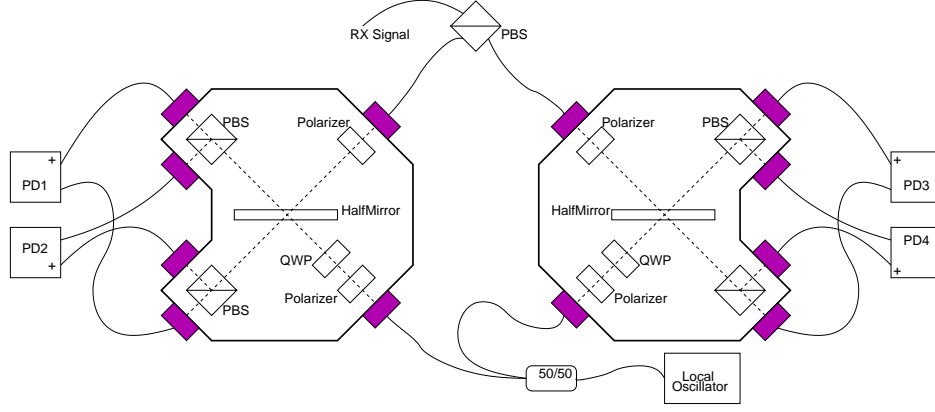 RX Signal
PBS
PBS
Polarizer
Polarizer
PBS
+
PD1
+
PD3
HalfMirror
HalfMirror
PD2
+
PD4
+
QWP
QWP
Polarizer
Polarizer
PBS
50/50
Local
Oscillator